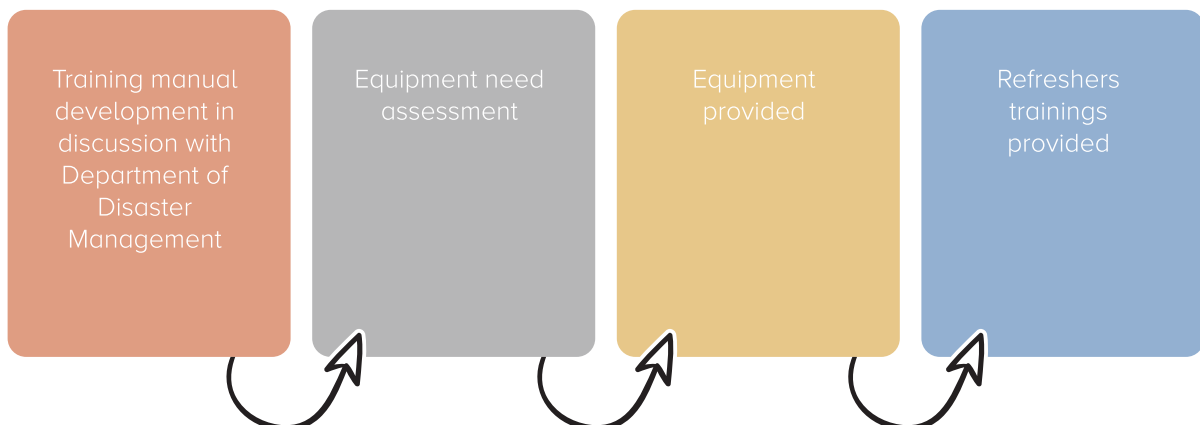 Training manual
development in
discussion with
Department of
Disaster
Management
Equipment need
assessment
Equipment
provided
Refreshers
trainings
provided